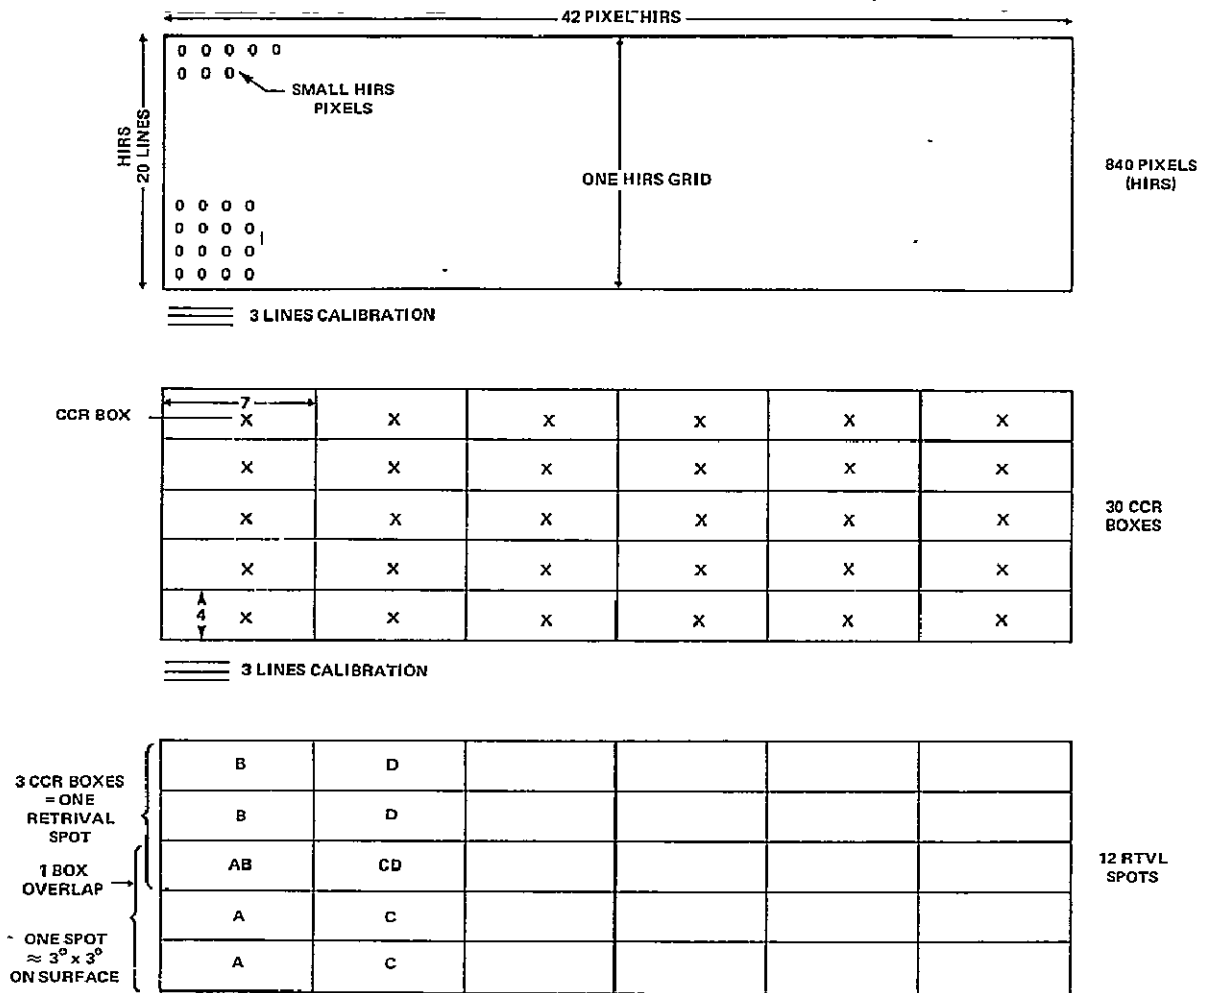 42 PIXEL HIRS
0 0 0 0 0
0 0 0
SMALL HIRS
PIXELS
HIRS
20 LINES
ONE HIRS GRID
840 PIXELS
(HIRS)
0 0 0 0
0 0 0 0
0 0 0 0
0 0 0 0
3 LINES CALIBRATION
CCR BOX
7
X X X X X X
X X X X X X
X X X X X X
30 CCR
BOXES
X X X X X X
4
X X X X X X
3 LINES CALIBRATION
B D
3 CCR BOXES
= ONE
RETRIVAL
SPOT
B D
1 BOX
OVERLAP
AB CD
12 RTVL
SPOTS
A C
ONE SPOT
≈ 3° x 3°
ON SURFACE
A C